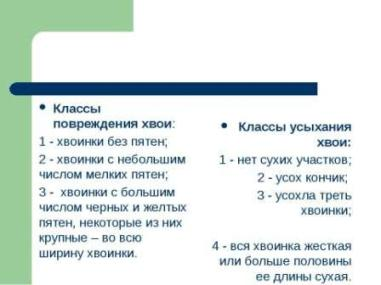 Классы
повреждения хвои:
1 - хвоинки без пятен;
2 - хвоинки с небольшим
числом мелких пятен;
3 - хвоинки с большим
числом черных и желтых
пятен, некоторые из них
крупные – во всю
ширину хвоинки.
Классы усыхания
хвои:
1 - нет сухих участков;
2 - усох кончик;
3 - усохла треть
хвоинки;
4 - вся хвоинка жесткая
или больше половины
ее длины сухая.